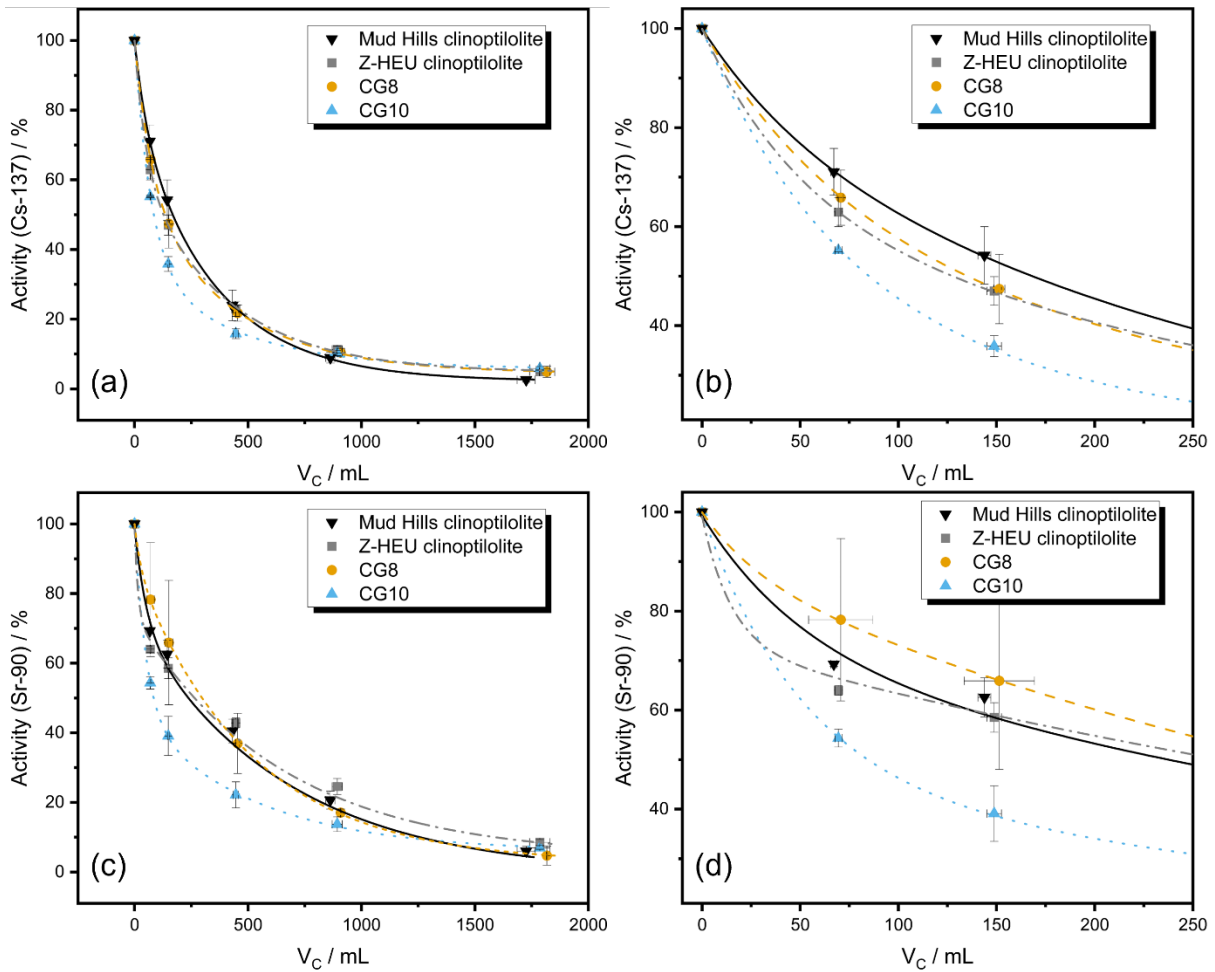 Activity (Cs-137) / %
100
80
60
40
20
0
Mud Hills clinoptilolite
Z-HEU clinoptilolite
CG8
CG10
(a)
0 500 1000 1500 2000
V_C / mL
Activity (Cs-137) / %
100
80
60
40
Mud Hills clinoptilolite
Z-HEU clinoptilolite
CG8
CG10
(b)
0 50 100 150 200 250
V_C / mL
Activity (Sr-90) / %
100
80
60
40
20
0
Mud Hills clinoptilolite
Z-HEU clinoptilolite
CG8
CG10
(c)
0 500 1000 1500 2000
V_C / mL
Activity (Sr-90) / %
100
80
60
40
Mud Hills clinoptilolite
Z-HEU clinoptilolite
CG8
CG10
(d)
0 50 100 150 200 250
V_C / mL